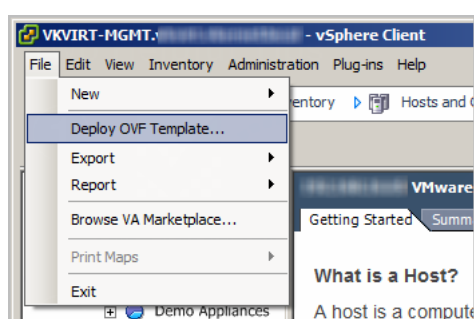 VKVIRT-MGMT. - vSphere Client
File Edit View Inventory Administration Plug-ins Help
New
entory Hosts and
Deploy OVF Template...
Export
Report
VMware
Browse VA Marketplace...
Getting Started Summ
Print Maps
What is a Host?
Exit
Demo Appliances
A host is a compute